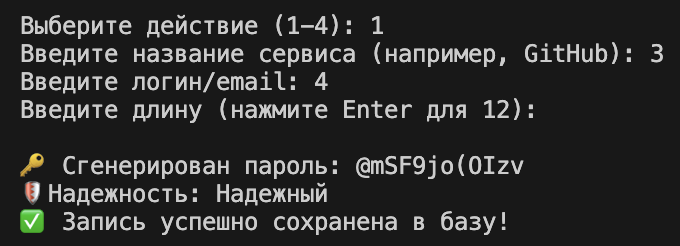 Выберите действие (1-4): 1
Введите название сервиса (например, GitHub): 3
Введите логин/email: 4
Введите длину (нажмите Enter для 12):
🔑 Сгенерирован пароль: @mSF9jo(OIzv
🛡️Надежность: Надежный
✅ Запись успешно сохранена в базу!